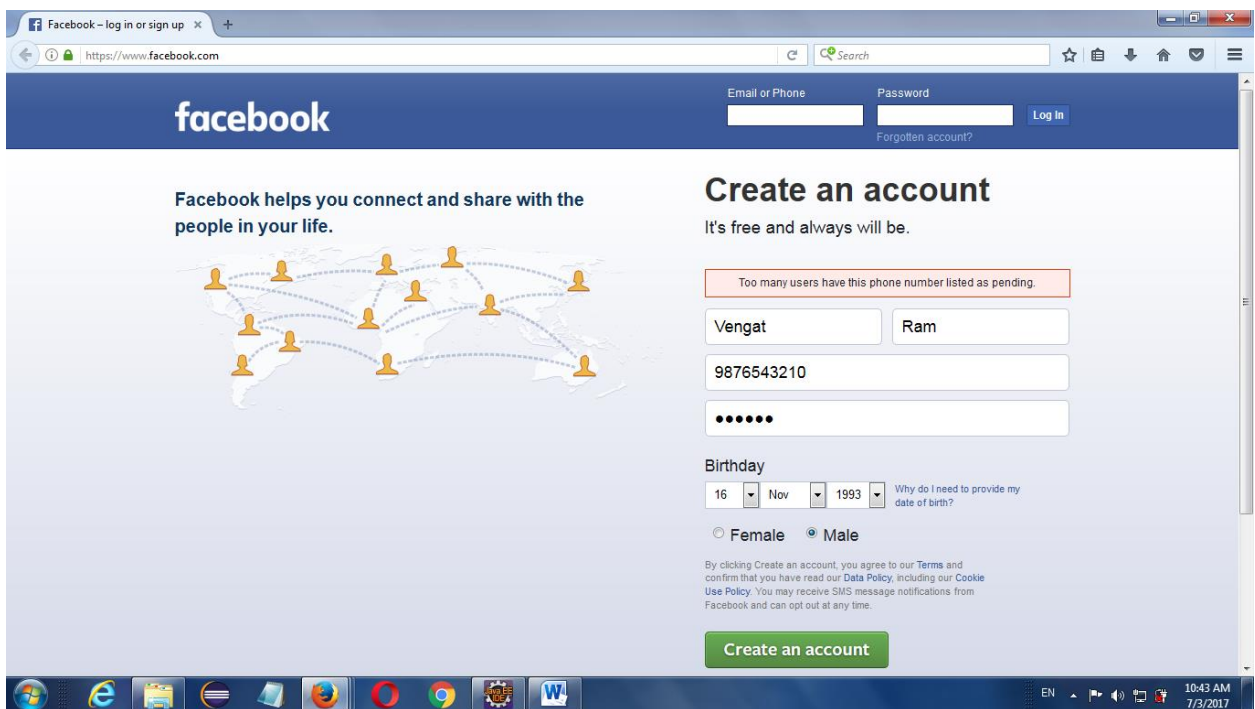 Facebook – log in or sign up
https://www.facebook.com
Search
facebook
Email or Phone
Password
Log In
Forgotten account?
Facebook helps you connect and share with the
people in your life.
Create an account
It's free and always will be.
Too many users have this phone number listed as pending.
Vengat
Ram
9876543210
Birthday
16
Nov
1993
Why do I need to provide my
date of birth?
Female
Male
By clicking Create an account, you agree to our Terms and
confirm that you have read our Data Policy, including our Cookie
Use Policy. You may receive SMS message notifications from
Facebook and can opt out at any time.
Create an account
Java EE
IDE
EN
10:43 AM
7/3/2017